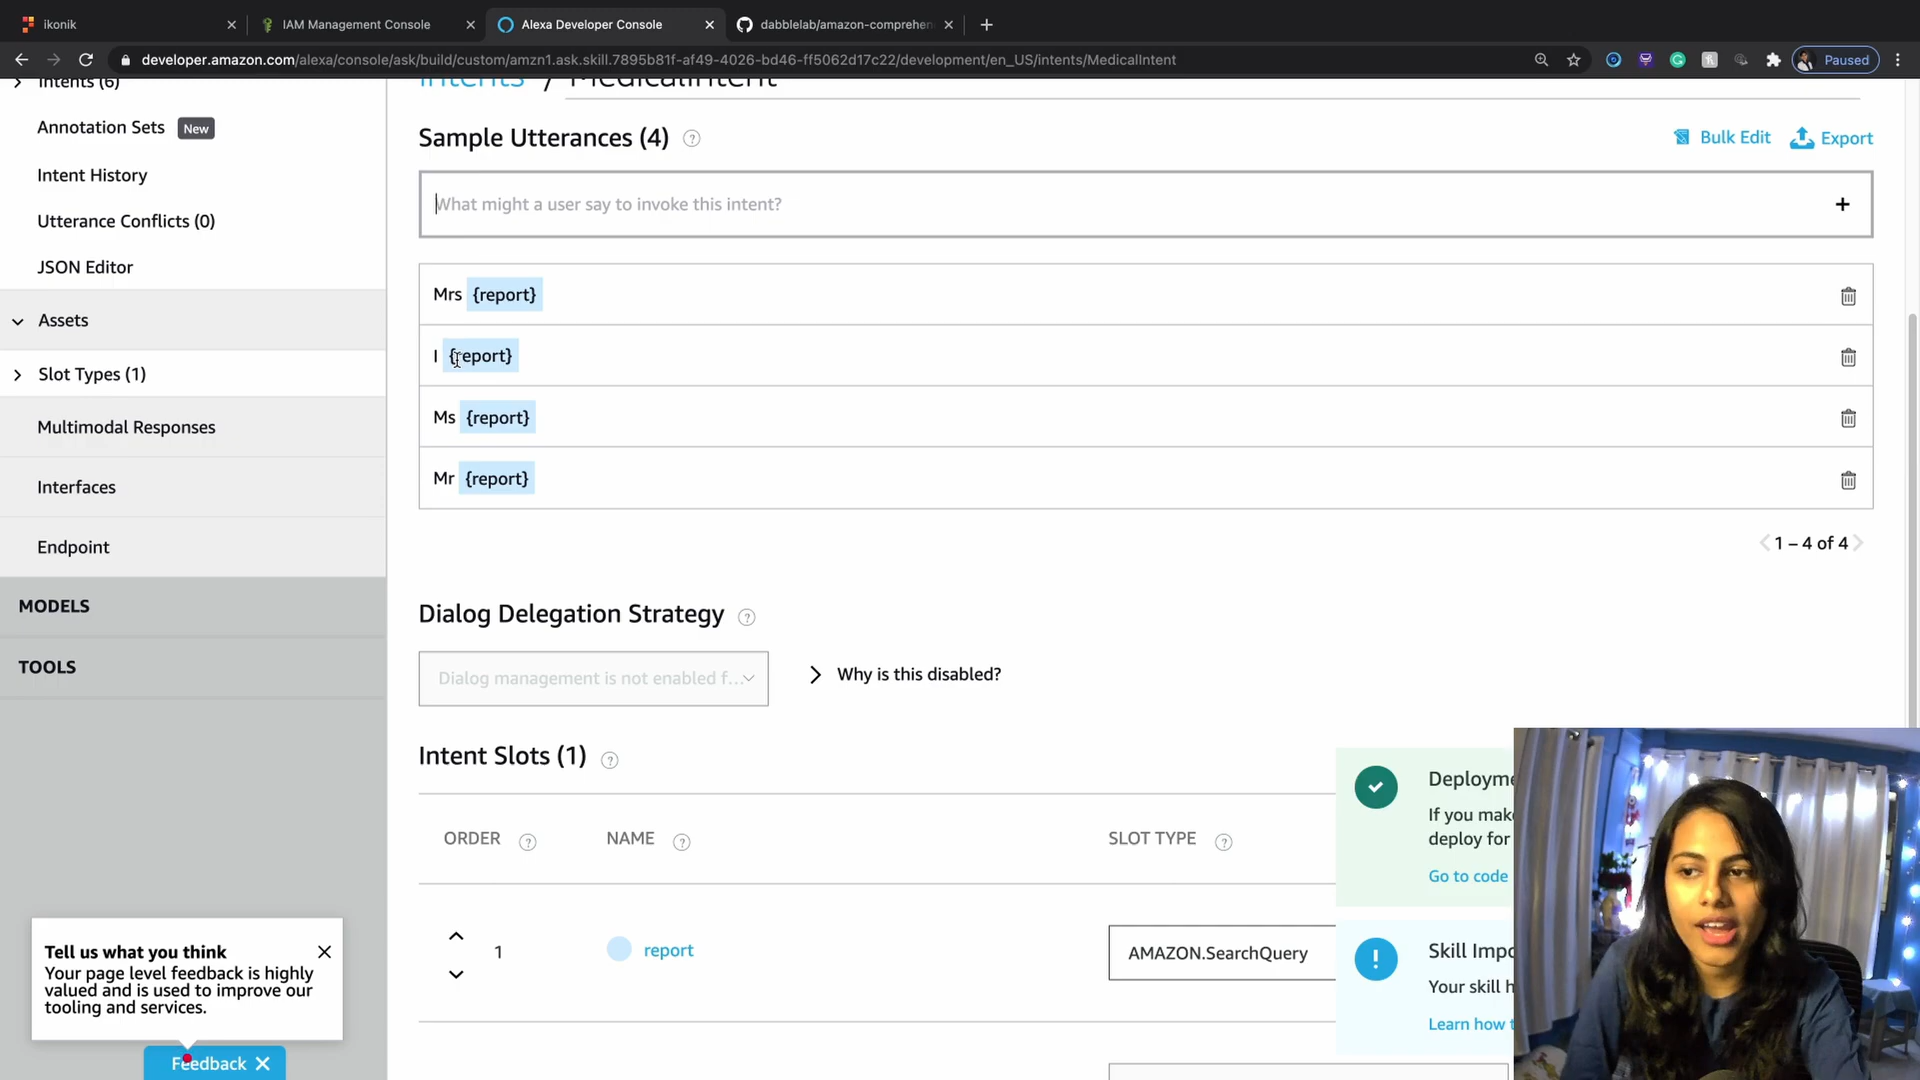 ikonik
IAM Management Console
Alexa Developer Console
dabblelab/amazon-comprehen
developer.amazon.com/alexa/console/ask/build/custom/amzn1.ask.skill.7895b81f-af49-4026-bd46-ff5062d17c22/development/en_US/intents/MedicalIntent
Paused
Intents (6)
Annotation Sets New
Intent History
Utterance Conflicts (0)
JSON Editor
Assets
Slot Types (1)
Multimodal Responses
Interfaces
Endpoint
MODELS
TOOLS
Tell us what you think
Your page level feedback is highly
valued and is used to improve our
tooling and services.
Feedback
Intents / MedicalIntent
Sample Utterances (4)
Bulk Edit
Export
What might a user say to invoke this intent?
Mrs {report}
I {report}
Ms {report}
Mr {report}
1 – 4 of 4
Dialog Delegation Strategy
Dialog management is not enabled f...
Why is this disabled?
Intent Slots (1)
ORDER
NAME
SLOT TYPE
1
report
AMAZON.SearchQuery
Deployme
If you mak
deploy for
Go to code
Skill Impo
Your skill h
Learn how t